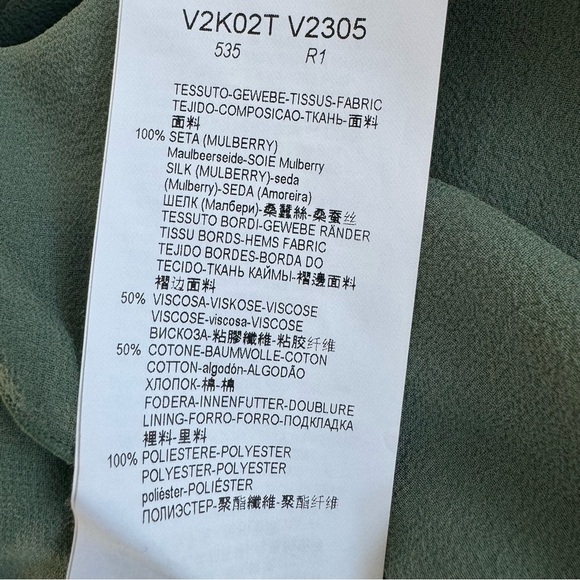 V2K02T V2305
535 R1
TESSUTO-GEWEBE-TISSUS-FABRIC
TEJIDO-COMPOSICAO-ТКАНЬ-面料
面料
100% SETA (MULBERRY)
Maulbeerseide-SOIE Mulberry
SILK (MULBERRY)-seda
(Mulberry)-SEDA (Amoreira)
ШЕЛК (Малбери)-桑蠶絲-桑蚕丝
TESSUTO BORDI-GEWEBE RÄNDER
TISSU BORDS-HEMS FABRIC
TEJIDO BORDES-BORDA DO
TECIDO-ТКАНЬ КАЙМЫ-褶邊面料
褶边面料
50% VISCOSA-VISKOSE-VISCOSE
VISCOSE-viscosa-VISCOSE
ВИСКОЗА-粘膠纖維-粘胶纤维
50% COTONE-BAUMWOLLE-COTON
COTTON-algodón-ALGODÃO
ХЛОПОК-棉-棉
FODERA-INNENFUTTER-DOUBLURE
LINING-FORRO-FORRO-ПОДКЛАДКА
裡料-里料
100% POLIESTERE-POLYESTER
POLYESTER-POLYESTER
poliéster-POLIÉSTER
ПОЛИЭСТЕР-聚酯纖維-聚酯纤维